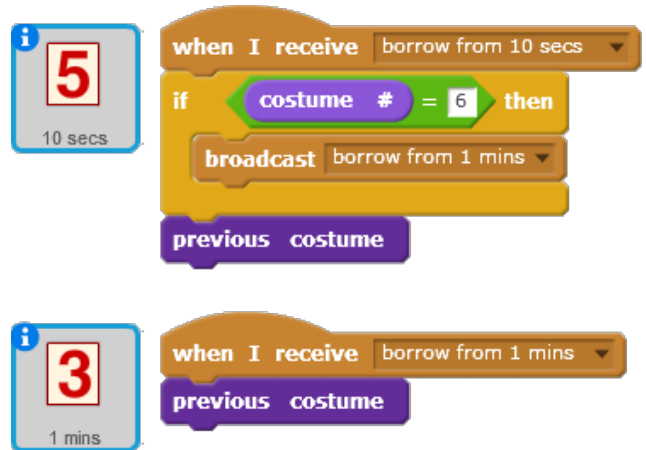 when I receive borrow from 10 secs
5
if costume # = 6 then
10 secs
broadcast borrow from 1 mins
previous costume
when I receive borrow from 1 mins
3
previous costume
1 mins